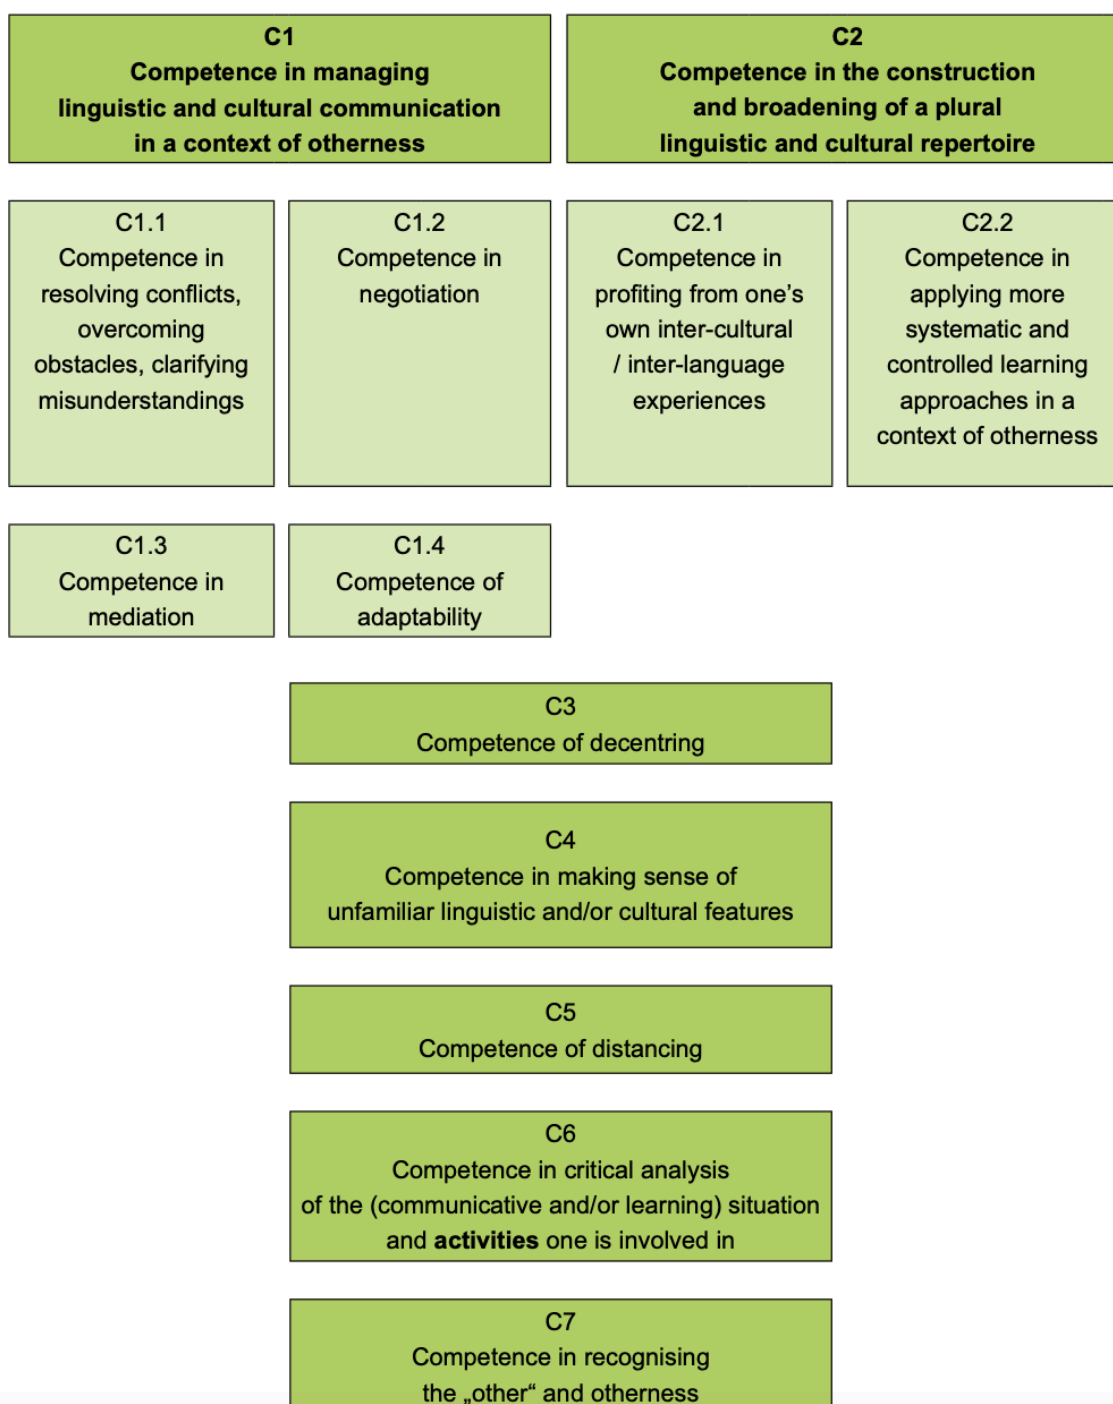 C1
Competence in managing
linguistic and cultural communication
in a context of otherness
C2
Competence in the construction
and broadening of a plural
linguistic and cultural repertoire
C1.1
Competence in
resolving conflicts,
overcoming
obstacles, clarifying
misunderstandings
C1.2
Competence in
negotiation
C2.1
Competence in
profiting from one’s
own inter-cultural
/ inter-language
experiences
C2.2
Competence in
applying more
systematic and
controlled learning
approaches in a
context of otherness
C1.3
Competence in
mediation
C1.4
Competence of
adaptability
C3
Competence of decentring
C4
Competence in making sense of
unfamiliar linguistic and/or cultural features
C5
Competence of distancing
C6
Competence in critical analysis
of the (communicative and/or learning) situation
and activities one is involved in
C7
Competence in recognising
the „other“ and otherness